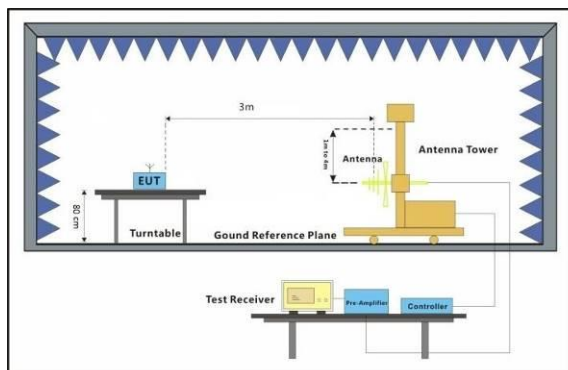 3m
1m to 4m
Antenna
Antenna Tower
EUT
80 cm
Turntable
Gound Reference Plane
Test Receiver
Pre-Amplifier
Controller